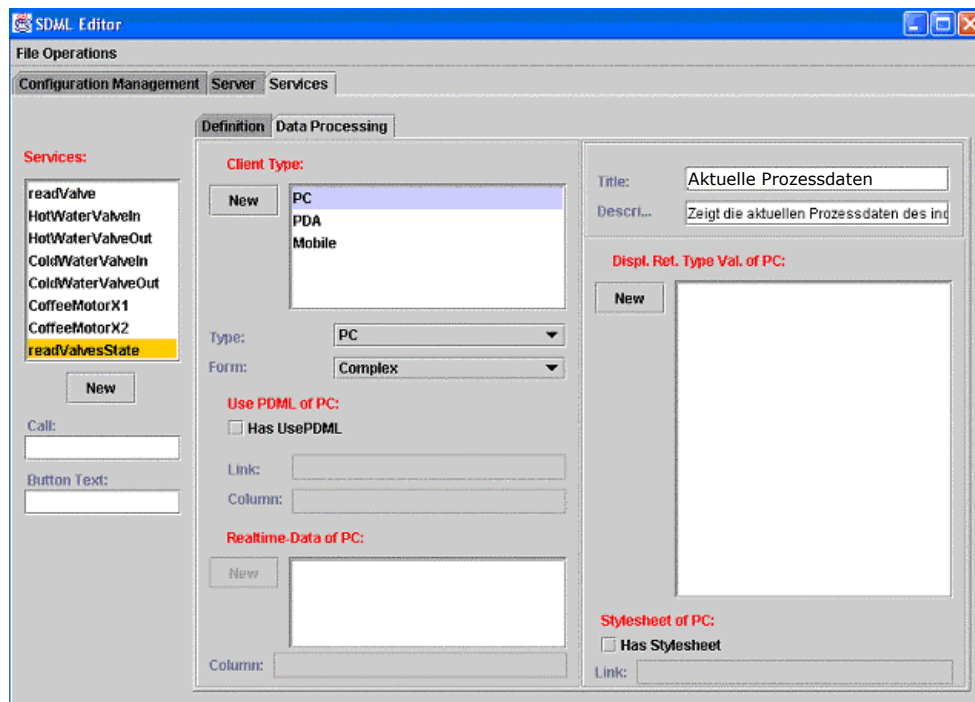 SDML Editor
File Operations
Configuration Management Server Services
Definition Data Processing
Services:
readValve
HotWaterValveIn
HotWaterValveOut
ColdWaterValveIn
ColdWaterValveOut
CoffeeMotorX1
CoffeeMotorX2
readValvesState
New
Call:
Button Text:
Client Type:
New
PC
PDA
Mobile
Type: PC
Form: Complex
Use PDML of PC:
Has UsePDML
Link:
Column:
Realtime-Data of PC:
New
Column:
Title: Aktuelle Prozessdaten
Descri... Zeigt die aktuellen Prozessdaten des
Displ. Ret. Type Val. of PC:
New
Stylesheet of PC:
Has Stylesheet
Link: